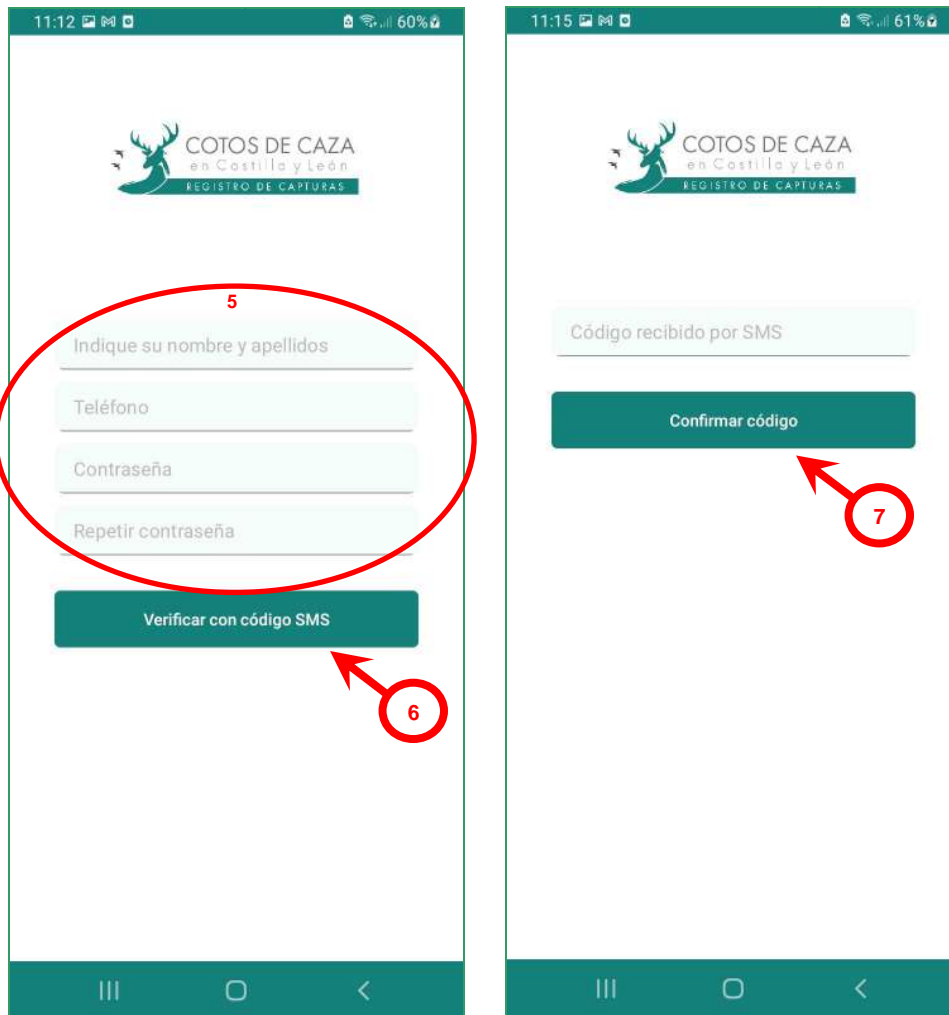 11:12
60%
COTOS DE CAZA
en Castilla y León
REGISTRO DE CAPTURAS
5
Indique su nombre y apellidos
Teléfono
Contraseña
Repetir contraseña
Verificar con código SMS
6
11:15
61%
COTOS DE CAZA
en Castilla y León
REGISTRO DE CAPTURAS
Código recibido por SMS
Confirmar código
7